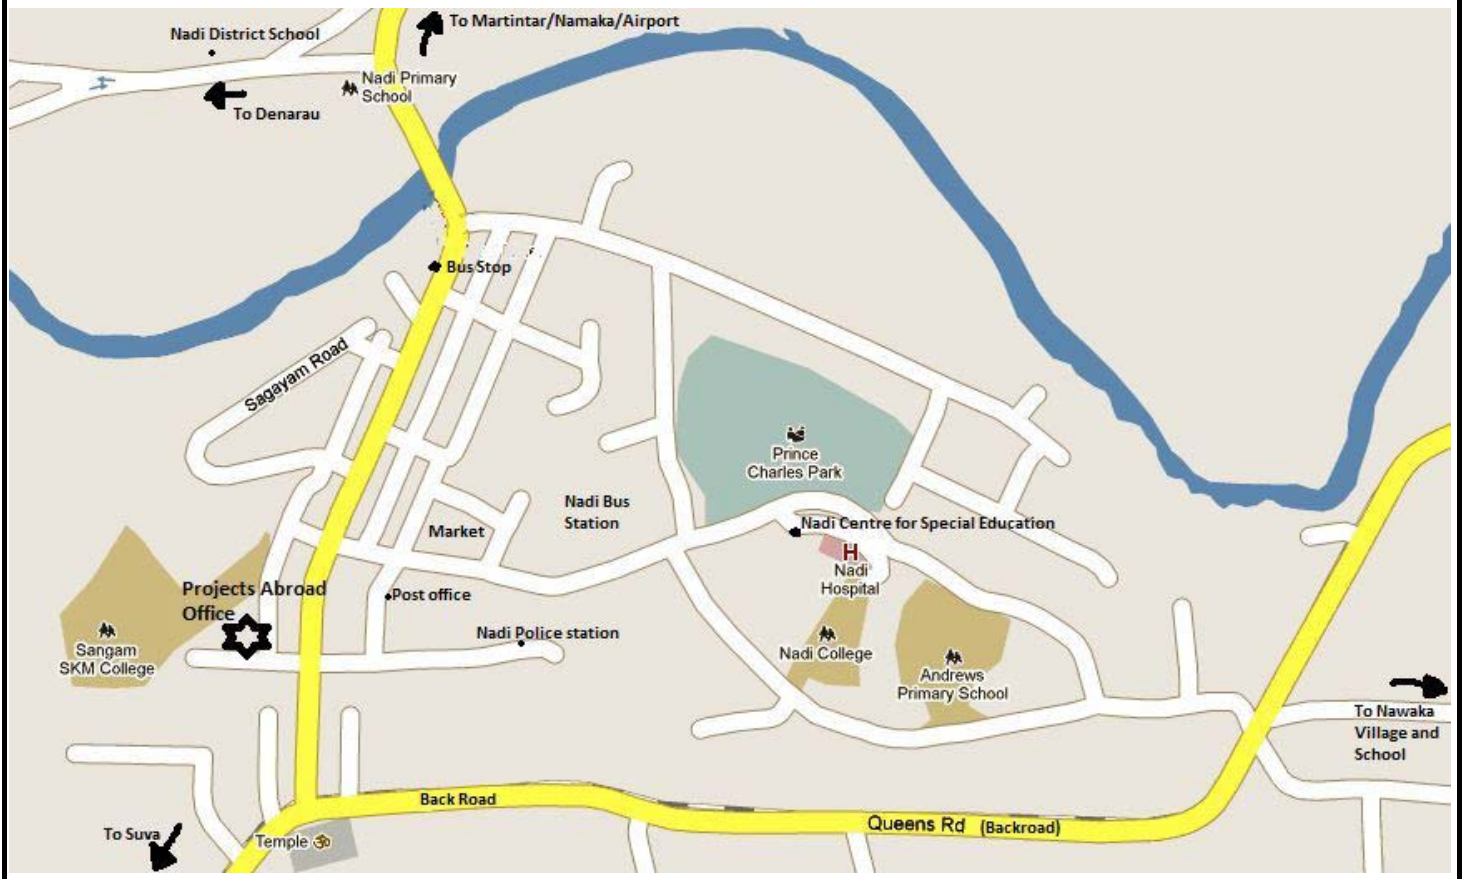 To Martintar/Namaka/Airport
Nadi District School
Nadi Primary
School
To Denarau
Bus Stop
Sagayam Road
Prince
Charles Park
Nadi Bus
Station
Market
Nadi Centre for Special Education
H
Nadi
Hospital
Projects Abroad
Office
Post office
Nadi Police station
Sangam
SKM College
Nadi College
Andrews
Primary School
To Nawaka
Village and
School
Back Road
Queens Rd (Backroad)
To Suva
Temple ॐ